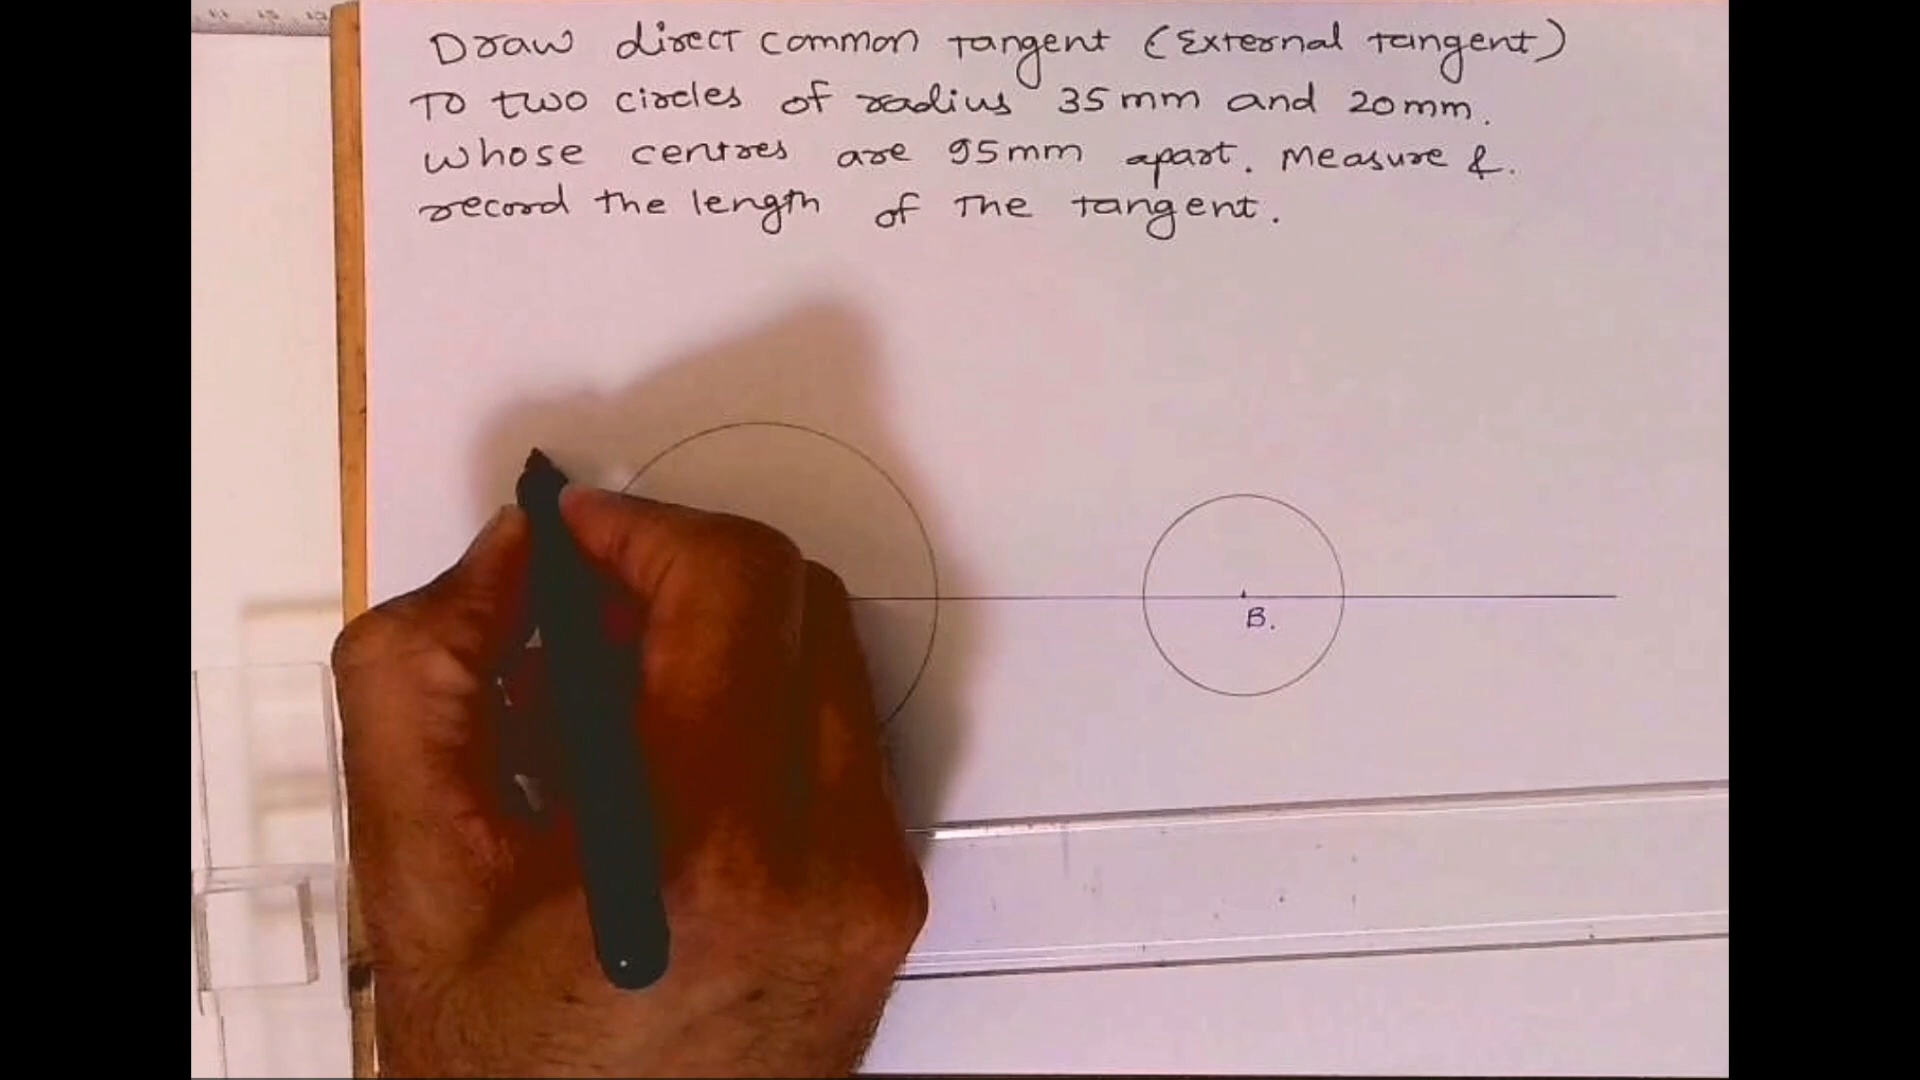 Draw direct common tangent (External tangent)
To two circles of radius 35mm and 20mm.
whose centres are 95mm apart. Measure &.
record the length of the tangent.
B.